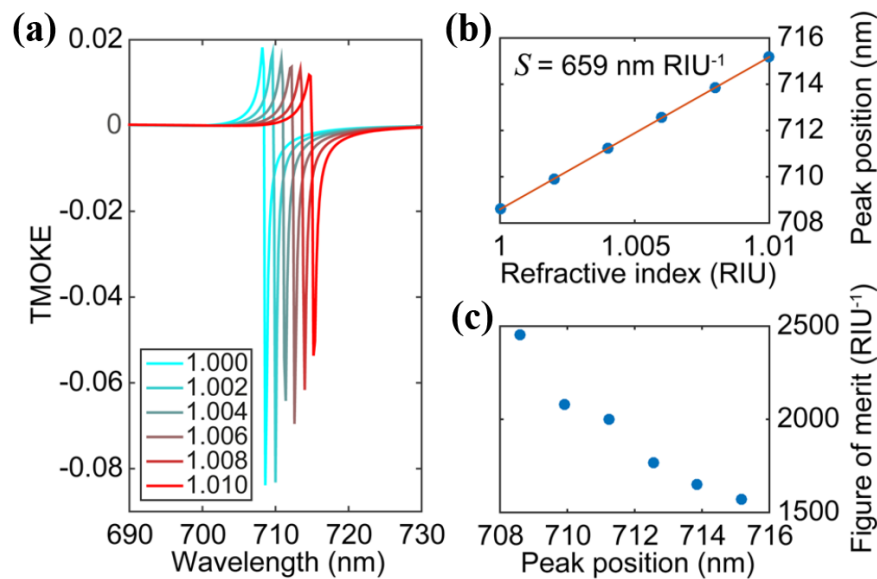 (a)
0.02
0
-0.02
-0.04
-0.06
-0.08
TMOKE
1.000
1.002
1.004
1.006
1.008
1.010
690 700 710 720 730
Wavelength (nm)
(b)
S = 659 nm RIU⁻¹
716
714
712
710
708
Peak position (nm)
1 1.005 1.01
Refractive index (RIU)
(c)
2500
2000
1500
Figure of merit (RIU⁻¹)
708 710 712 714 716
Peak position (nm)